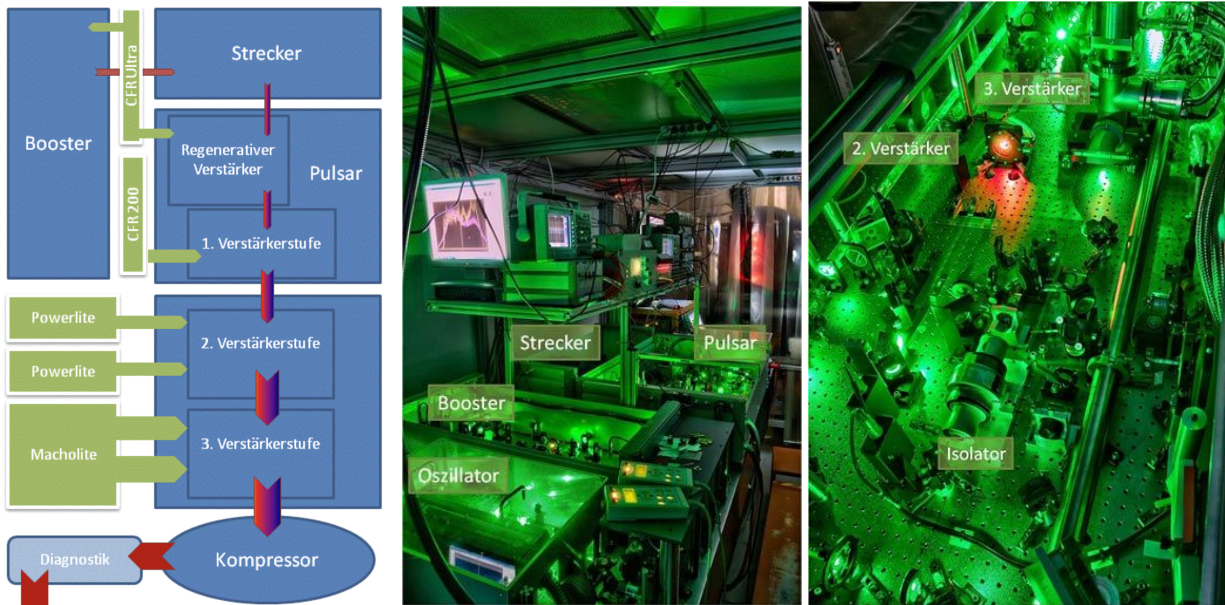 Booster
CFR Ultra
CFR 200
Strecker
Regenerativer
Verstärker
Pulsar
1. Verstärkerstufe
Powerlite
Powerlite
Macholite
2. Verstärkerstufe
3. Verstärkerstufe
Diagnostik
Kompressor
Strecker
Pulsar
Booster
Oszillator
3. Verstärker
2. Verstärker
Isolator